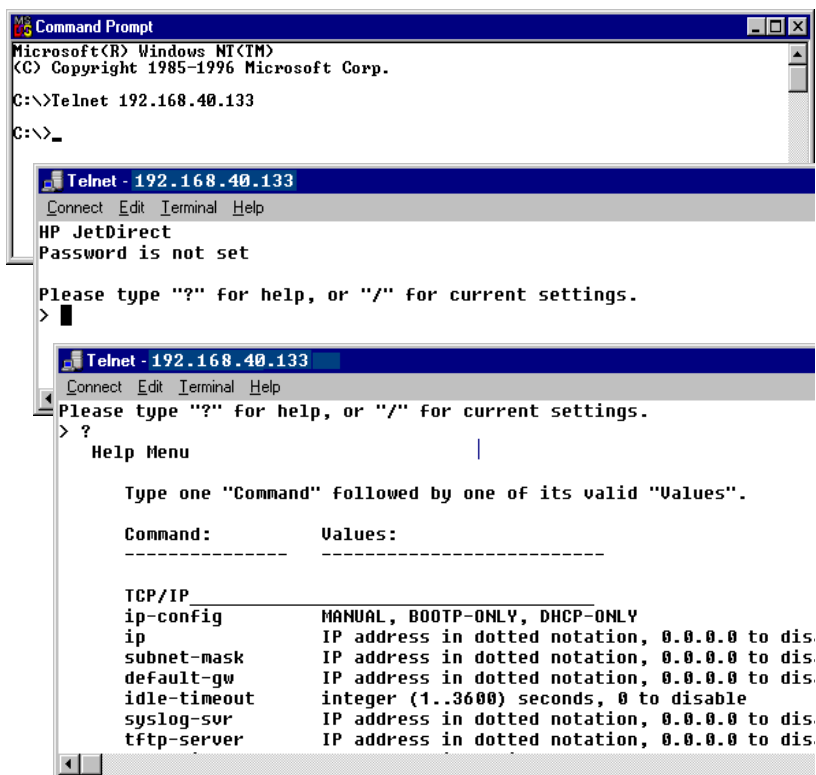 Command Prompt
Microsoft(R) Windows NT(TM)
(C) Copyright 1985-1996 Microsoft Corp.
C:\>Telnet 192.168.40.133
C:\>_
Telnet - 192.168.40.133
Connect Edit Terminal Help
HP JetDirect
Password is not set
Please type "?" for help, or "/" for current settings.
>
Telnet - 192.168.40.133
Connect Edit Terminal Help
Please type "?" for help, or "/" for current settings.
> ?
Help Menu
Type one "Command" followed by one of its valid "Values".
Command: Values:
--------------- --------------------------
TCP/IP
ip-config MANUAL, BOOTP-ONLY, DHCP-ONLY
ip IP address in dotted notation, 0.0.0.0 to disa
subnet-mask IP address in dotted notation, 0.0.0.0 to disa
default-gw IP address in dotted notation, 0.0.0.0 to disa
idle-timeout integer (1..3600) seconds, 0 to disable
syslog-svr IP address in dotted notation, 0.0.0.0 to disa
tftp-server IP address in dotted notation, 0.0.0.0 to disa